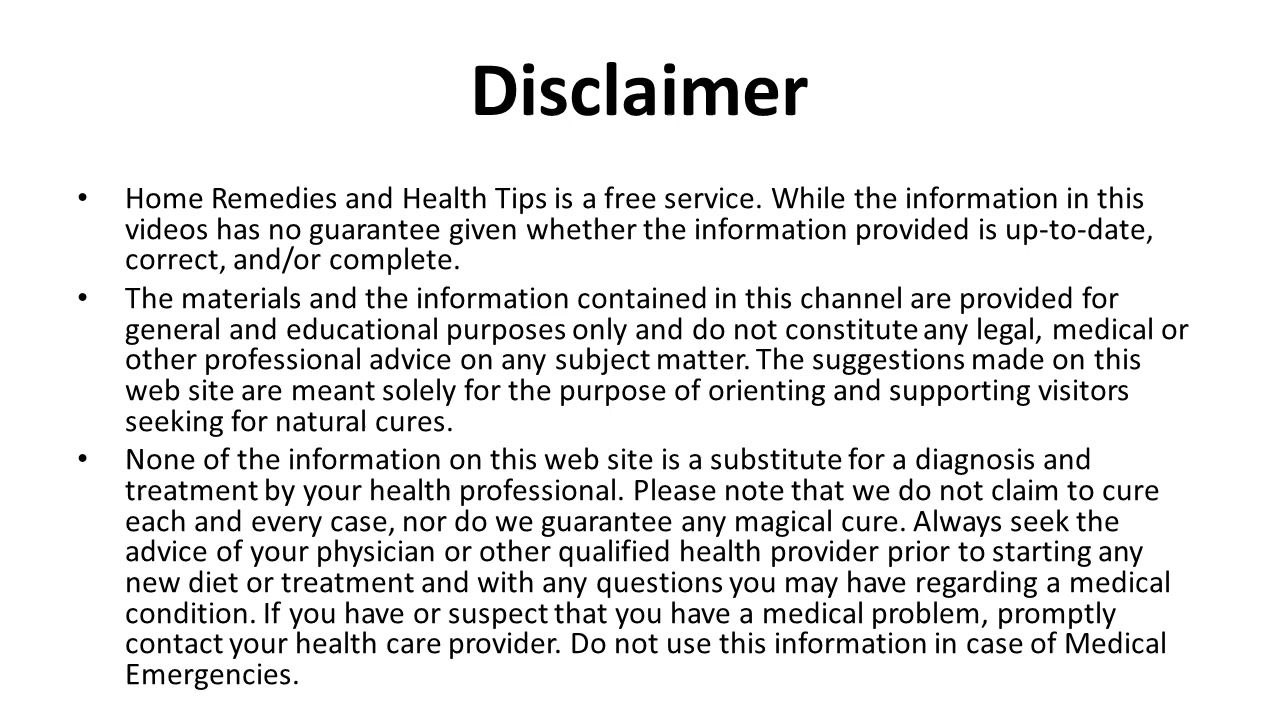 Disclaimer
• Home Remedies and Health Tips is a free service. While the information in this
videos has no guarantee given whether the information provided is up-to-date,
correct, and/or complete.
• The materials and the information contained in this channel are provided for
general and educational purposes only and do not constitute any legal, medical or
other professional advice on any subject matter. The suggestions made on this
web site are meant solely for the purpose of orienting and supporting visitors
seeking for natural cures.
• None of the information on this web site is a substitute for a diagnosis and
treatment by your health professional. Please note that we do not claim to cure
each and every case, nor do we guarantee any magical cure. Always seek the
advice of your physician or other qualified health provider prior to starting any
new diet or treatment and with any questions you may have regarding a medical
condition. If you have or suspect that you have a medical problem, promptly
contact your health care provider. Do not use this information in case of Medical
Emergencies.